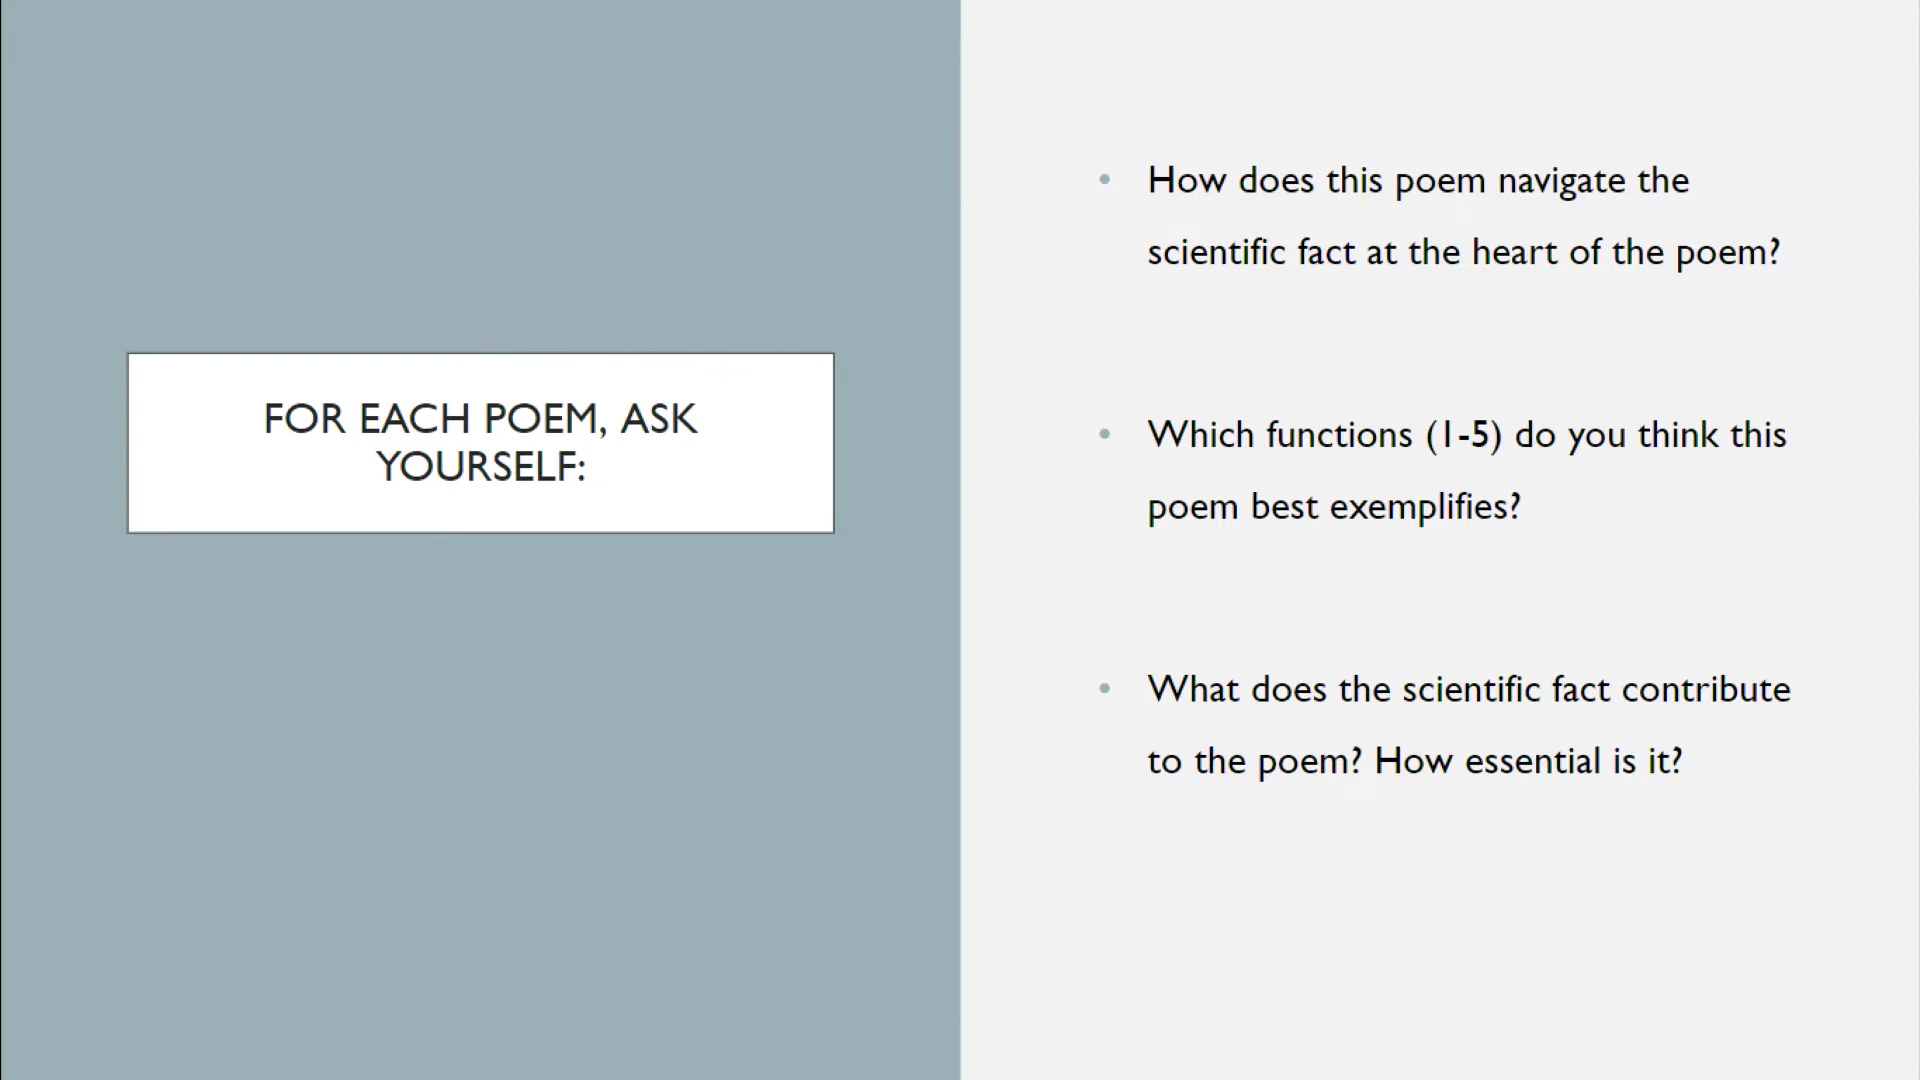 FOR EACH POEM, ASK
YOURSELF:
• How does this poem navigate the
scientific fact at the heart of the poem?
• Which functions (1-5) do you think this
poem best exemplifies?
• What does the scientific fact contribute
to the poem? How essential is it?